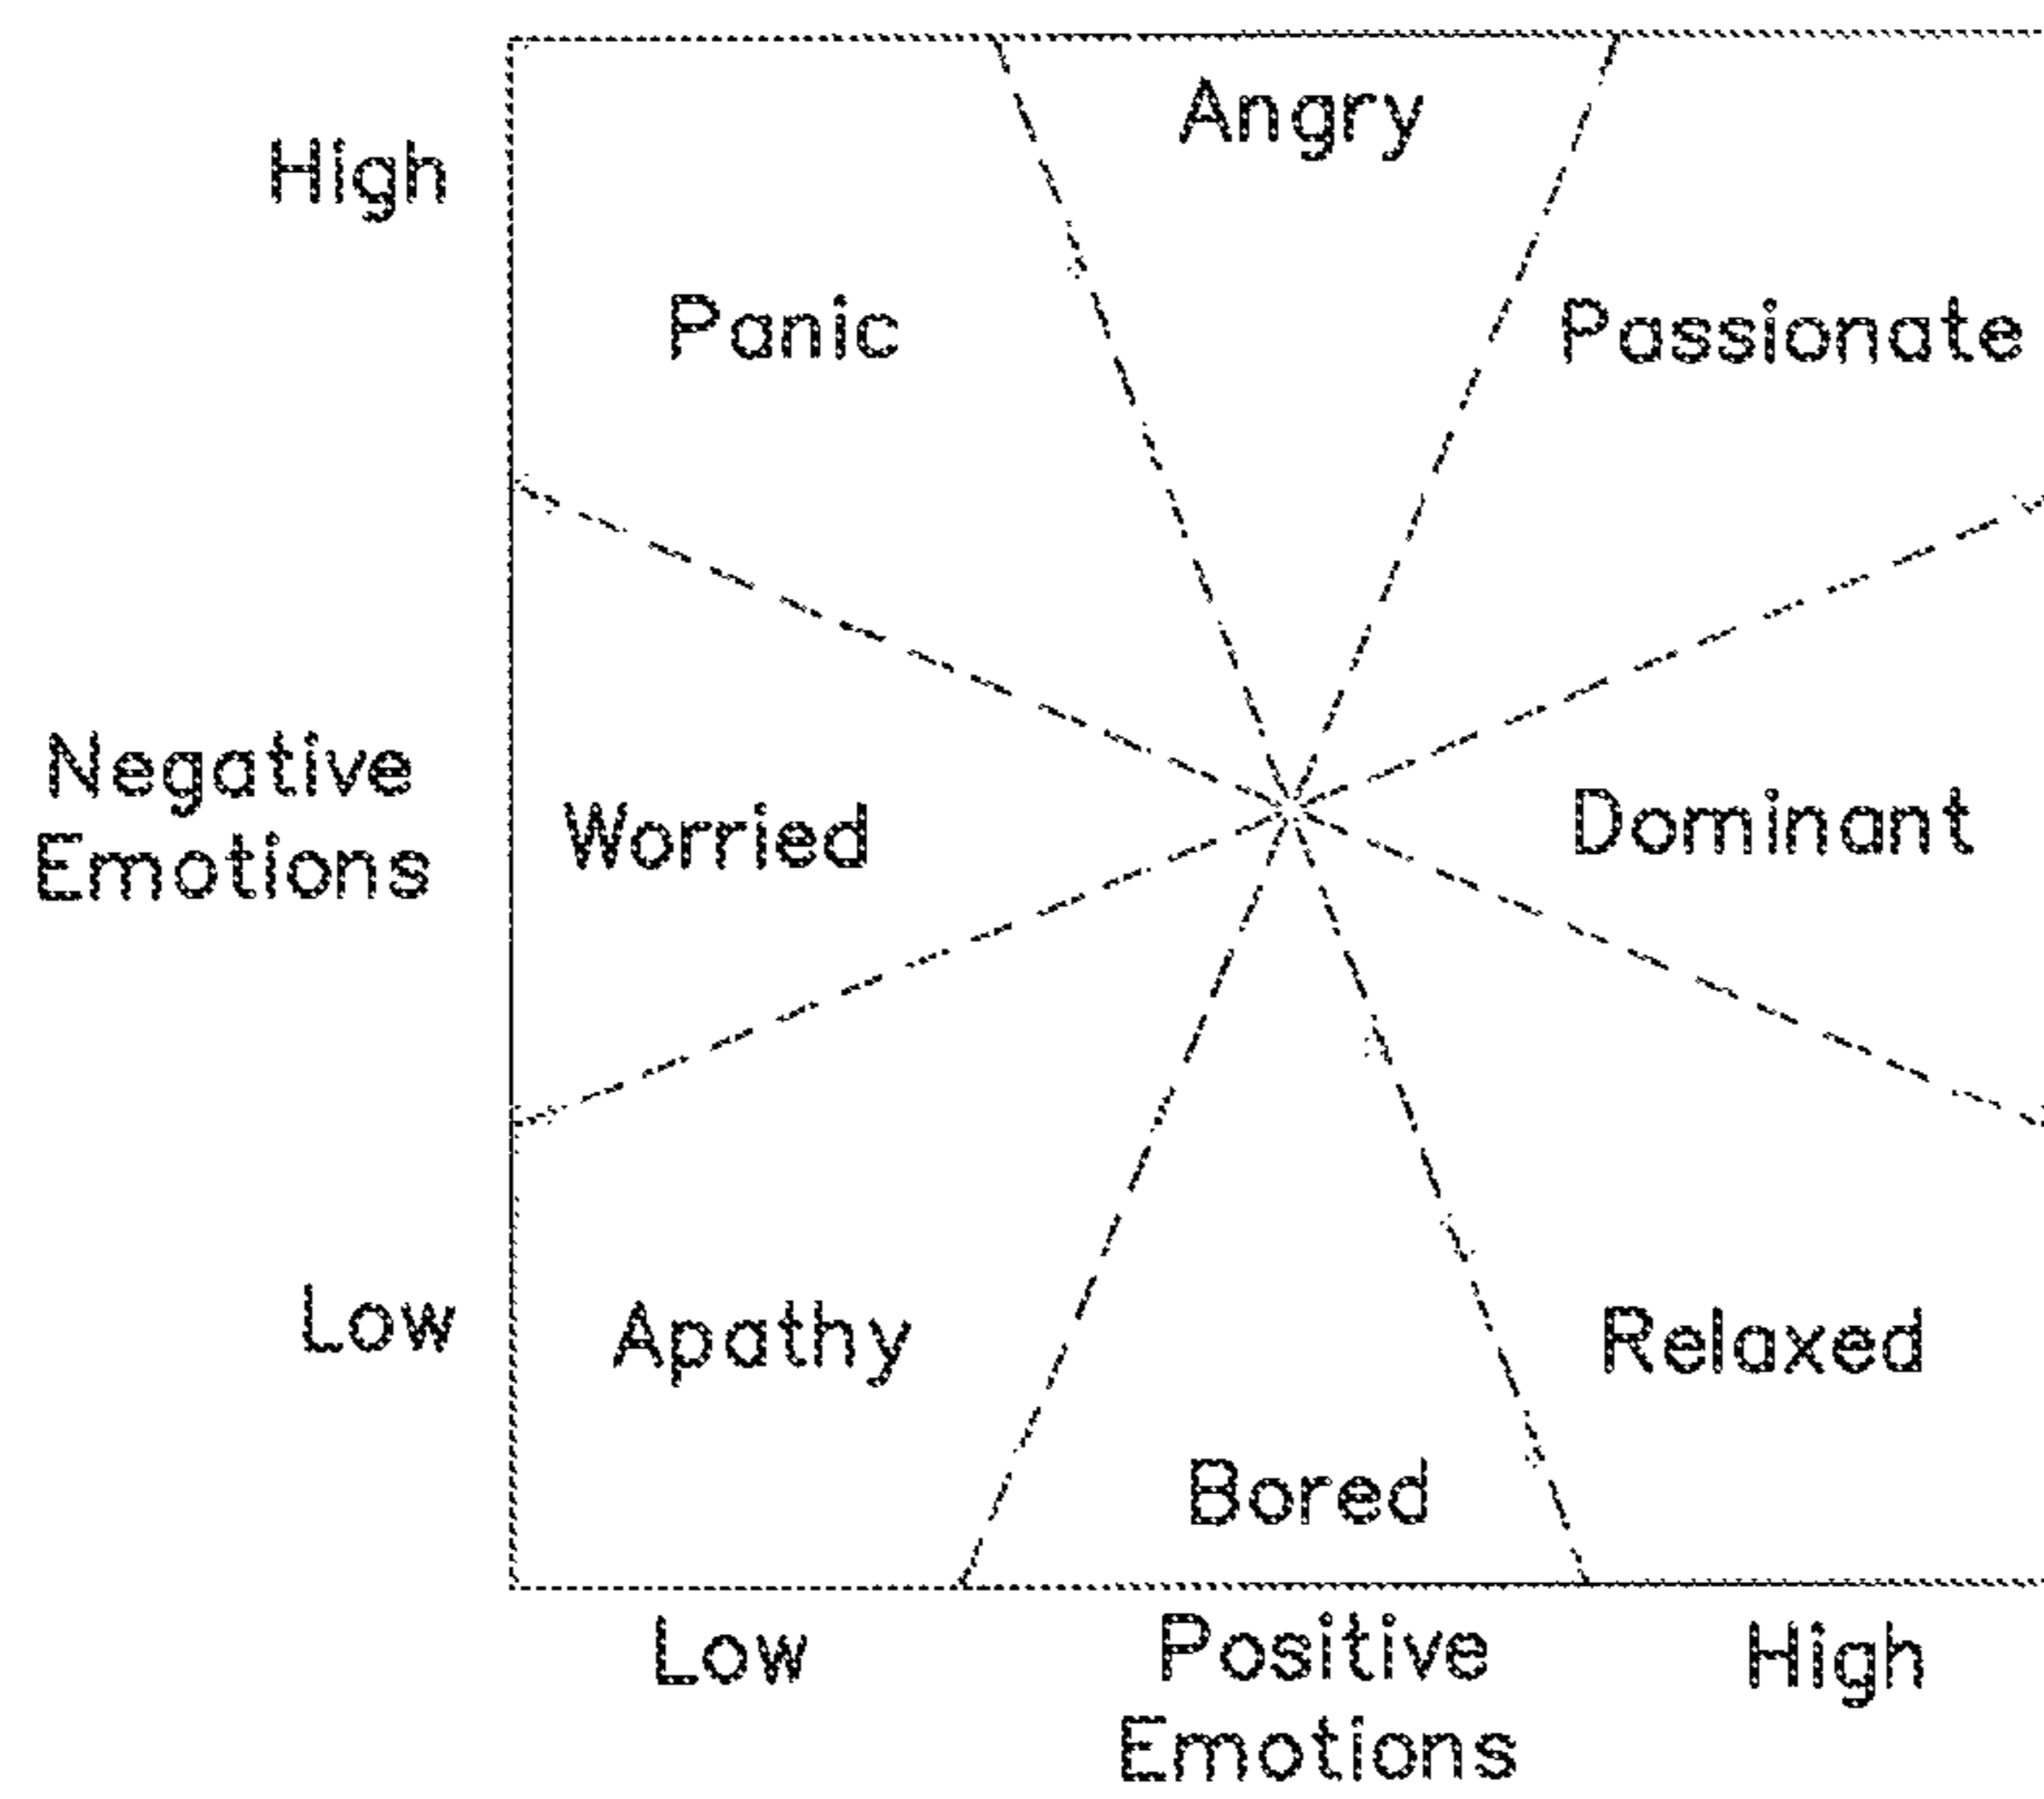 Angry
High
Panic
Passionate
Negative
Emotions
Worried
Dominant
Low
Apathy
Relaxed
Bored
Low
Positive
Emotions
High